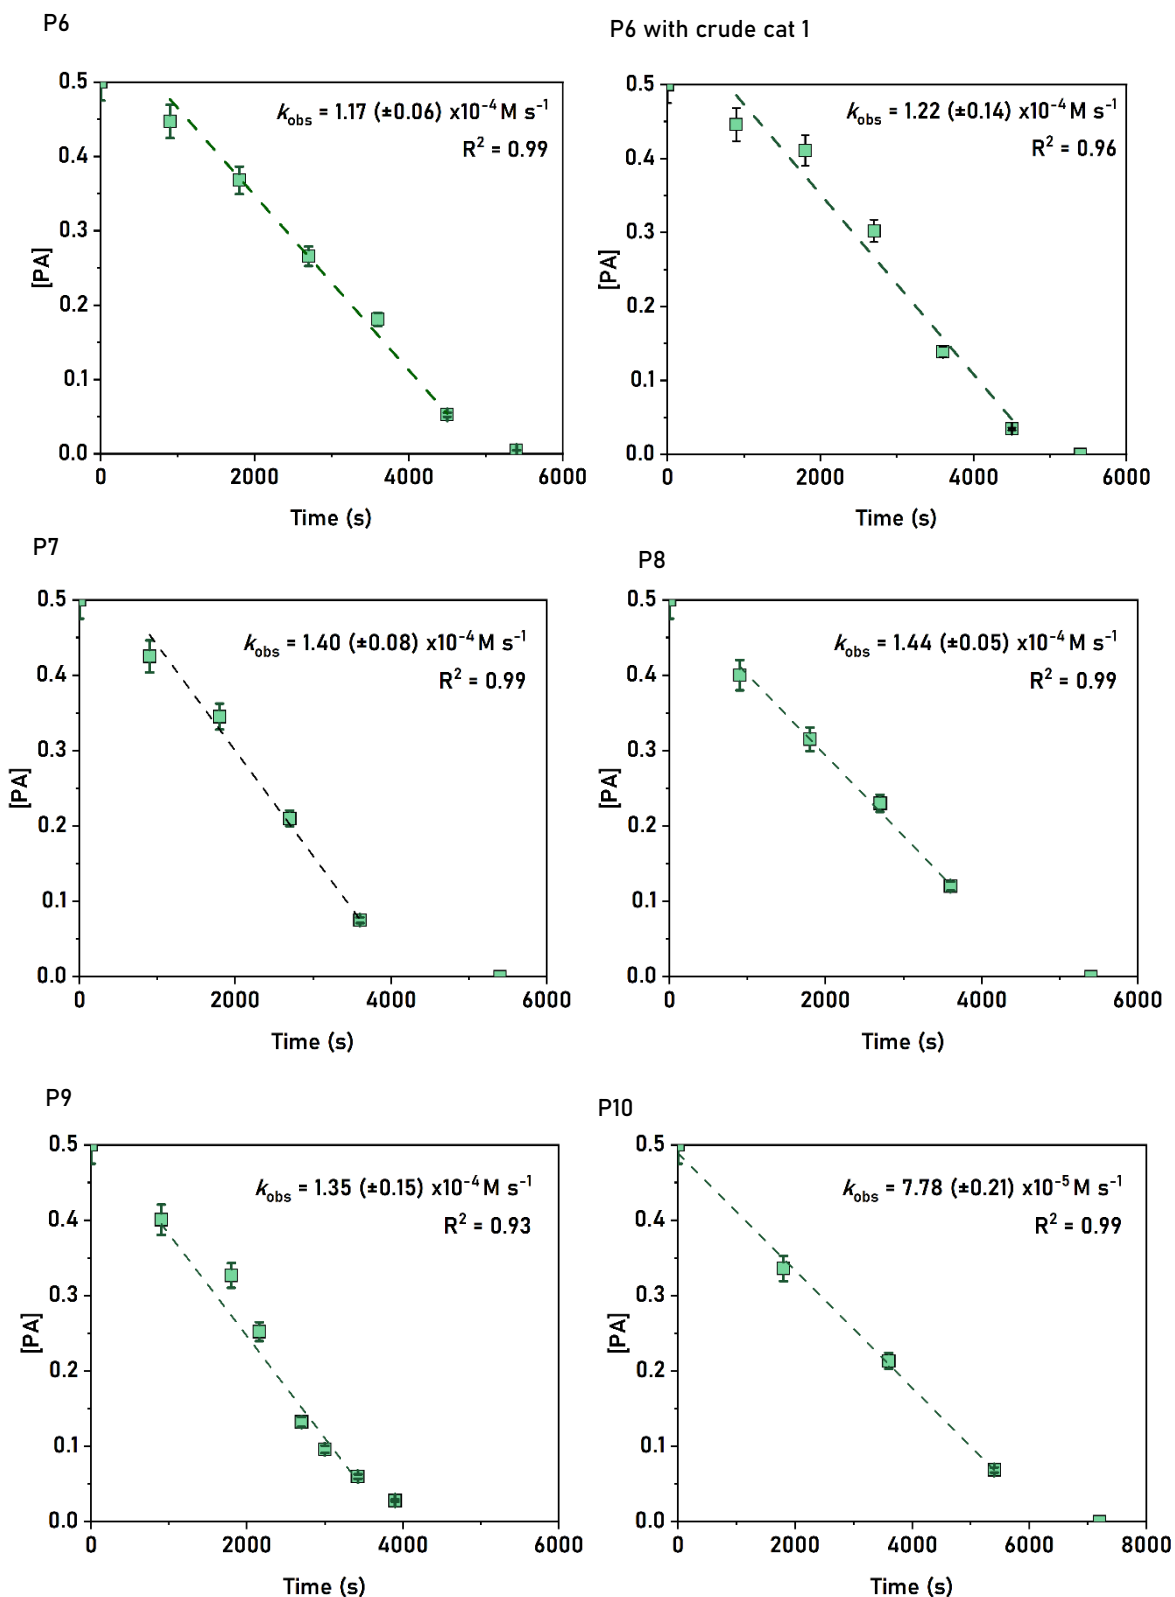 P6
P6 with crude cat 1
0.5
0.4
0.3
0.2
0.1
0.0
[PA]
k_obs = 1.17 (±0.06) x10⁻⁴ M s⁻¹
R² = 0.99
0 2000 4000 6000
Time (s)
0.5
0.4
0.3
0.2
0.1
0.0
[PA]
k_obs = 1.22 (±0.14) x10⁻⁴ M s⁻¹
R² = 0.96
0 2000 4000 6000
Time (s)
P7
P8
0.5
0.4
0.3
0.2
0.1
0.0
[PA]
k_obs = 1.40 (±0.08) x10⁻⁴ M s⁻¹
R² = 0.99
0 2000 4000 6000
Time (s)
0.5
0.4
0.3
0.2
0.1
0.0
[PA]
k_obs = 1.44 (±0.05) x10⁻⁴ M s⁻¹
R² = 0.99
0 2000 4000 6000
Time (s)
P9
P10
0.5
0.4
0.3
0.2
0.1
0.0
[PA]
k_obs = 1.35 (±0.15) x10⁻⁴ M s⁻¹
R² = 0.93
0 2000 4000 6000
Time (s)
0.5
0.4
0.3
0.2
0.1
0.0
[PA]
k_obs = 7.78 (±0.21) x10⁻⁵ M s⁻¹
R² = 0.99
0 2000 4000 6000 8000
Time (s)